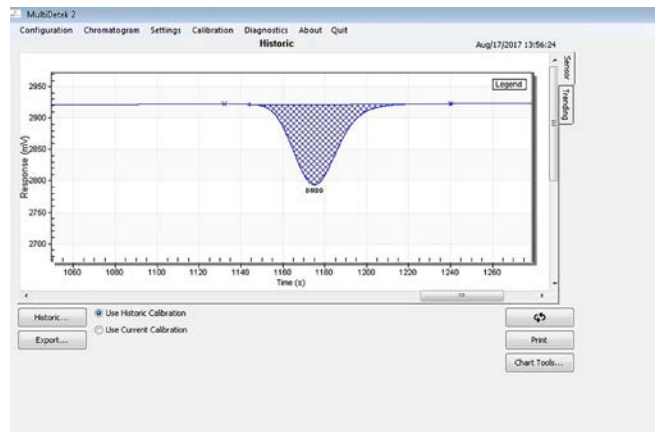 MultiDetek 2
Configuration Chromatogram Settings Calibration Diagnostics About Quit
Historic
Aug/17/2017 13:56:24
Sensor
Trending
Legend
2950
2900
2850
2800
2750
2700
Response (mV)
DMDS
1060 1080 1100 1120 1140 1160 1180 1200 1220 1240 1260
Time (s)
Historic...
Use Historic Calibration
Export...
Use Current Calibration
Print
Chart Tools...